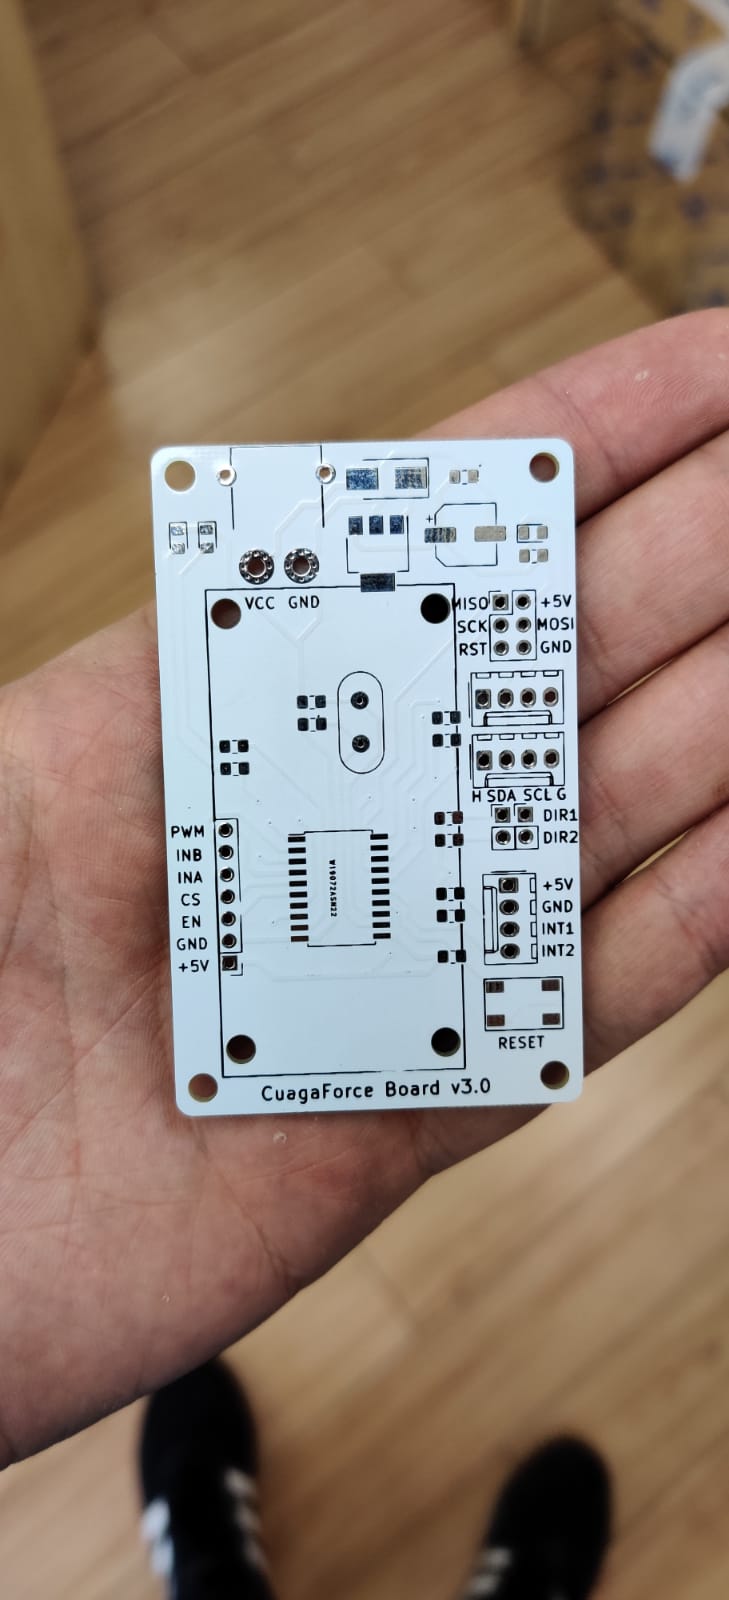 VCC GND
MISO +5V
SCK MOSI
RST GND
H SDA SCL G
DIR1
DIR2
PWM
INB
INA
CS
EN
GND
+5V
W19072ASN22
+5V
GND
INT1
INT2
RESET
CuagaForce Board v3.0